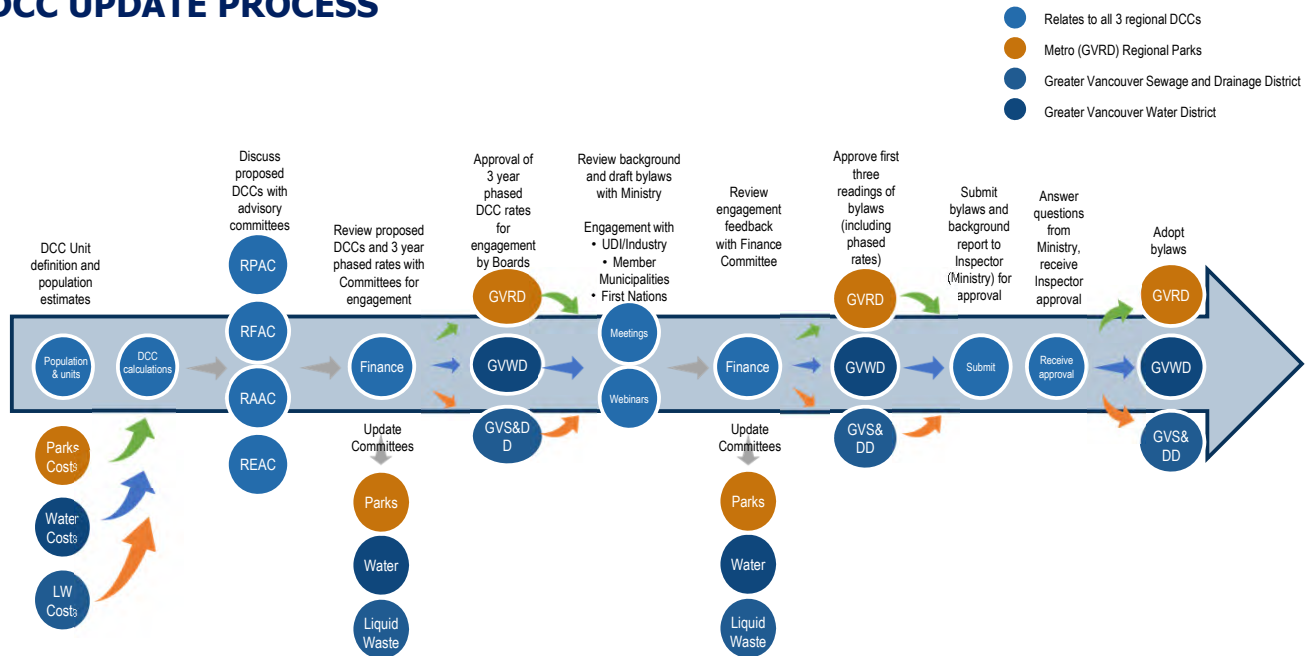 DCC UPDATE PROCESS
Relates to all 3 regional DCCs
Metro (GVRD) Regional Parks
Greater Vancouver Sewage and Drainage District
Greater Vancouver Water District
DCC Unit
definition and
population
estimates
Population
& units
DCC
calculations
Parks
Costs
Water
Costs
LW
Costs
Discuss
proposed
DCCs with
advisory
committees
RPAC
RFAC
RAAC
REAC
Review proposed
DCCs and 3 year
phased rates with
Committees for
engagement
Finance
Update
Committees
Parks
Water
Liquid
Waste
Approval of
3 year
phased
DCC rates
for
engagement
by Boards
GVRD
GVWD
GVS&D
D
Review background
and draft bylaws
with Ministry
Engagement with
• UDI/Industry
• Member
Municipalities
• First Nations
Meetings
Webinars
Review
engagement
feedback
with Finance
Committee
Finance
Update
Committees
Parks
Water
Liquid
Waste
Approve first
three
readings of
bylaws
(including
phased
rates)
GVRD
GVWD
GVS&
DD
Submit
bylaws and
background
report to
Inspector
(Ministry) for
approval
Submit
Answer
questions
from
Ministry,
receive
Inspector
approval
Receive
approval
Adopt
bylaws
GVRD
GVWD
GVS&
DD